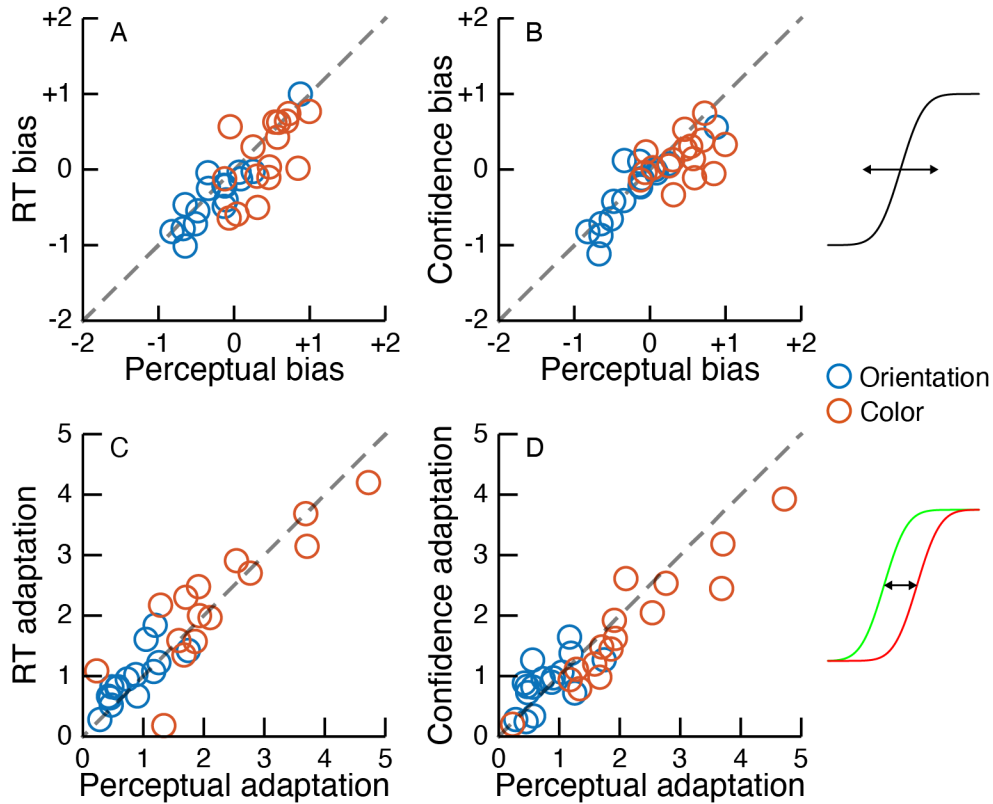 A
+2
+1
0
-1
-2
RT bias
-2 -1 0 +1 +2
Perceptual bias
B
+2
+1
0
-1
-2
Confidence bias
-2 -1 0 +1 +2
Perceptual bias
Orientation
Color
C
5
4
3
2
1
0
RT adaptation
0 1 2 3 4 5
Perceptual adaptation
D
5
4
3
2
1
0
Confidence adaptation
0 1 2 3 4 5
Perceptual adaptation